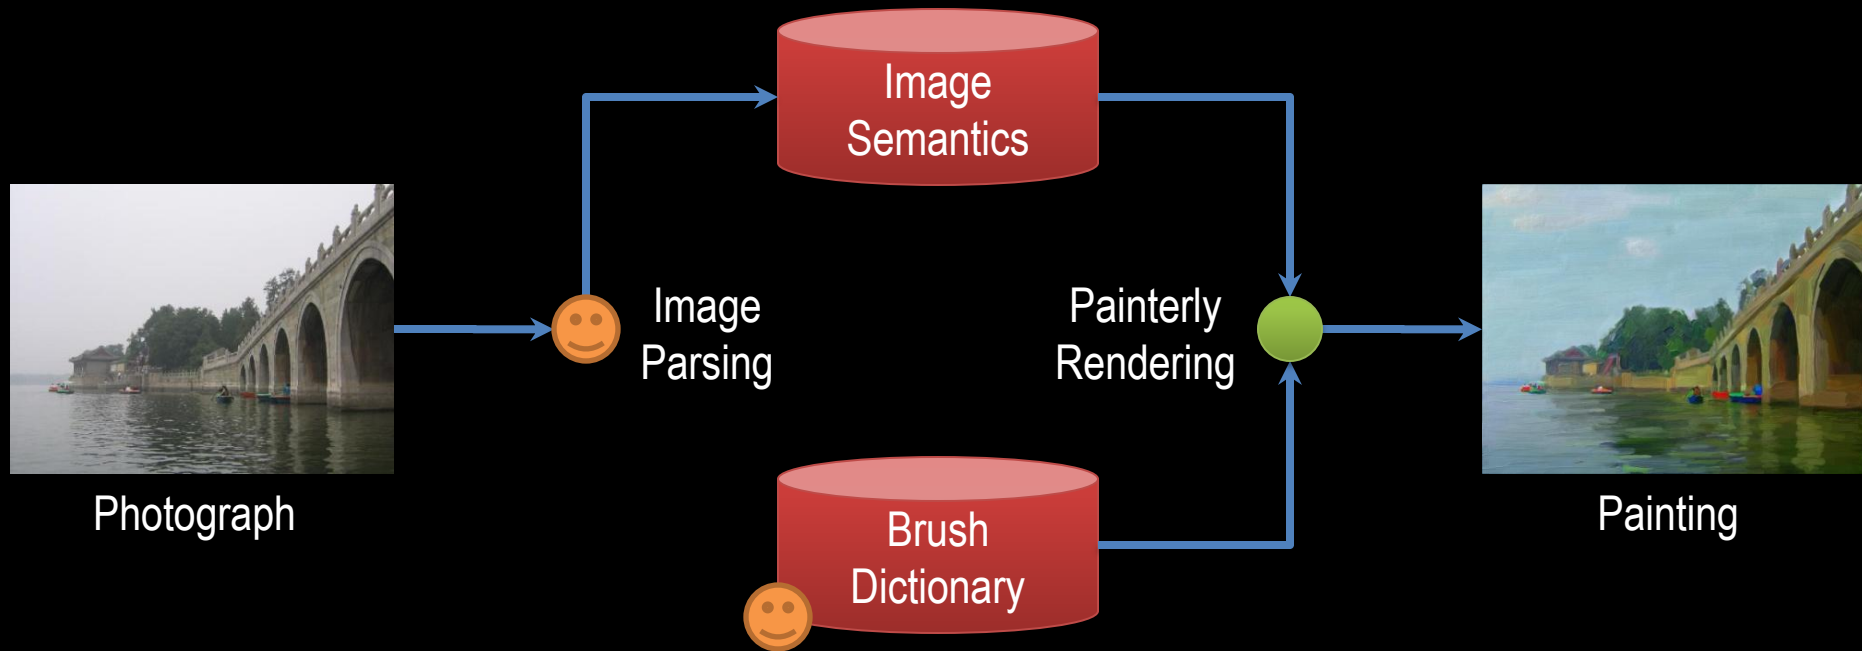 Image
Semantics
Image
Parsing
Painterly
Rendering
Photograph
Painting
Brush
Dictionary